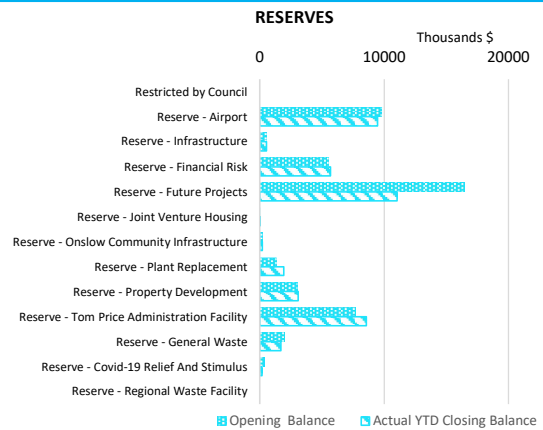 RESERVES
Thousands $
0 10000 20000
Restricted by Council
Reserve - Airport
Reserve - Infrastructure
Reserve - Financial Risk
Reserve - Future Projects
Reserve - Joint Venture Housing
Reserve - Onslow Community Infrastructure
Reserve - Plant Replacement
Reserve - Property Development
Reserve - Tom Price Administration Facility
Reserve - General Waste
Reserve - Covid-19 Relief And Stimulus
Reserve - Regional Waste Facility
Opening Balance Actual YTD Closing Balance